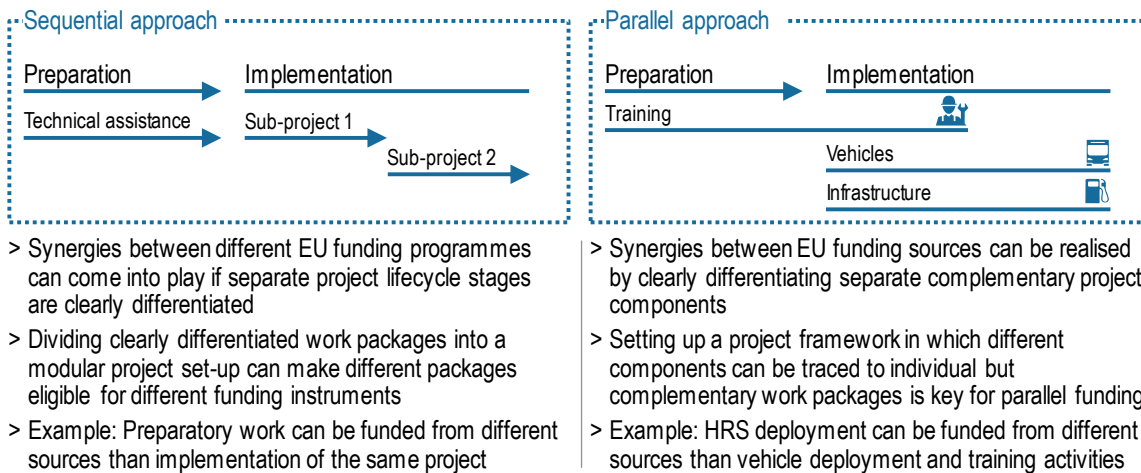 Sequential approach
Preparation
Implementation
Technical assistance
Sub-project 1
Sub-project 2
> Synergies between different EU funding programmes
can come into play if separate project lifecycle stages
are clearly differentiated
> Dividing clearly differentiated work packages into a
modular project set-up can make different packages
eligible for different funding instruments
> Example: Preparatory work can be funded from different
sources than implementation of the same project
Parallel approach
Preparation
Implementation
Training
Vehicles
Infrastructure
> Synergies between EU funding sources can be realised
by clearly differentiating separate complementary project
components
> Setting up a project framework in which different
components can be traced to individual but
complementary work packages is key for parallel funding
> Example: HRS deployment can be funded from different
sources than vehicle deployment and training activities